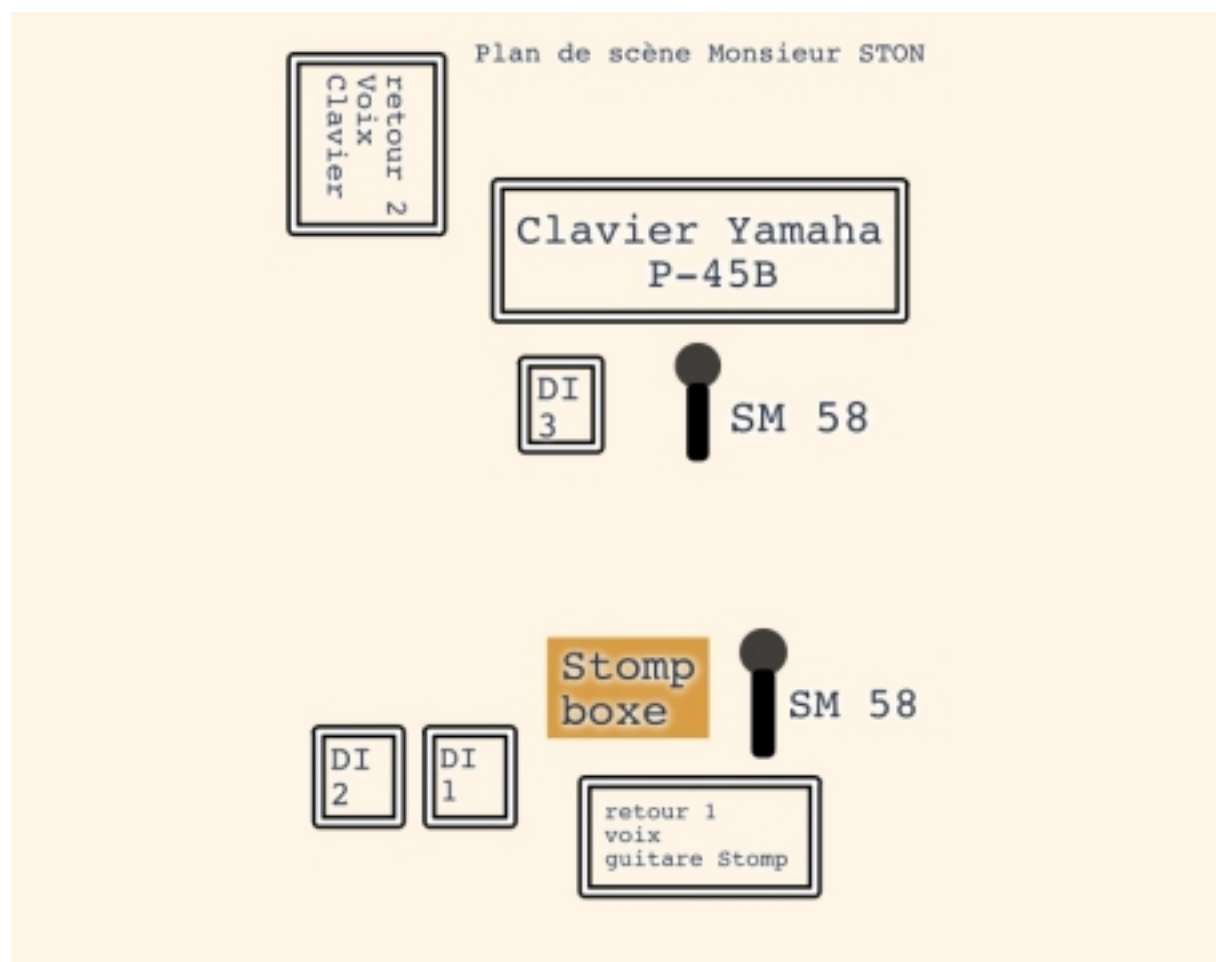 Plan de scène Monsieur STON
retour 2
Voix
Clavier
Clavier Yamaha
P-45B
DI
3
SM 58
Stomp
boxe
SM 58
DI
2
DI
1
retour 1
voix
guitare Stomp